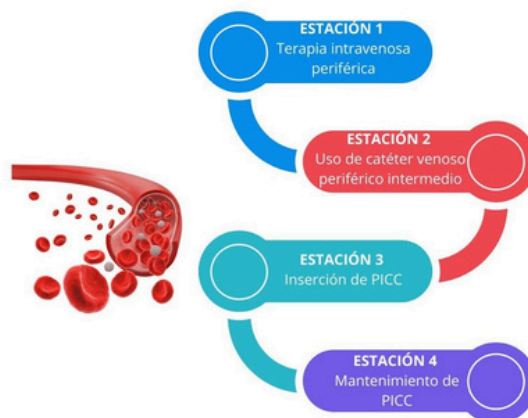 ESTACIÓN 1
Terapia intravenosa
periférica
ESTACIÓN 2
Uso de catéter venoso
periférico intermedio
ESTACIÓN 3
Inserción de PICC
ESTACIÓN 4
Mantenimiento de
PICC